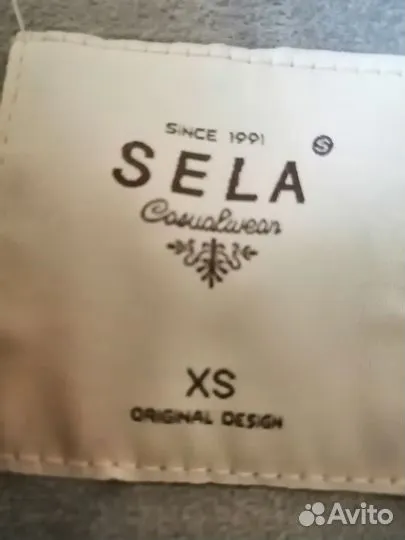 SINCE 1991
SELA S
Casualwear
XS
ORIGINAL DESIGN
Avito